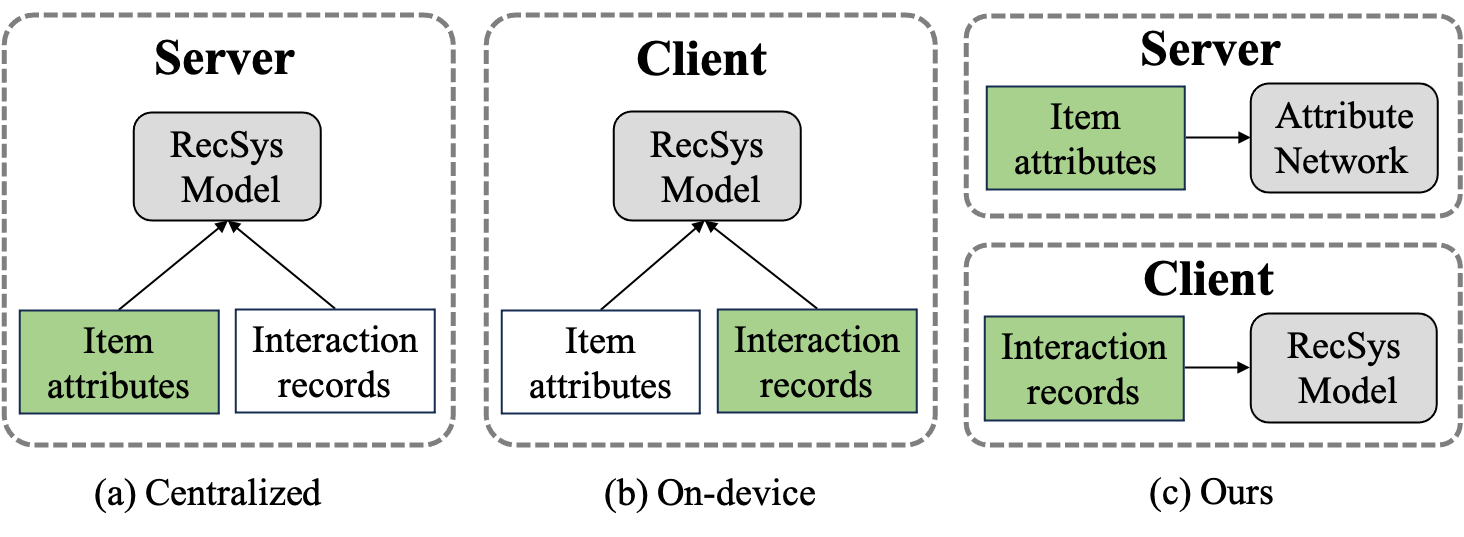 Server
RecSys
Model
Item
attributes
Interaction
records
(a) Centralized
Client
RecSys
Model
Item
attributes
Interaction
records
(b) On-device
Server
Item
attributes
Attribute
Network
Client
Interaction
records
RecSys
Model
(c) Ours